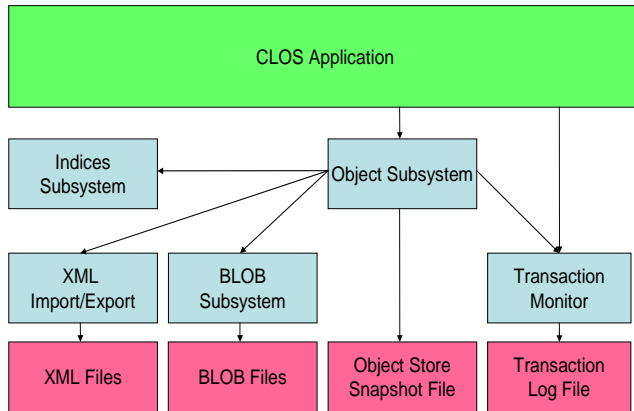 CLOS Application
Indices
Subsystem
Object Subsystem
XML
Import/Export
BLOB
Subsystem
Transaction
Monitor
XML Files
BLOB Files
Object Store
Snapshot File
Transaction
Log File